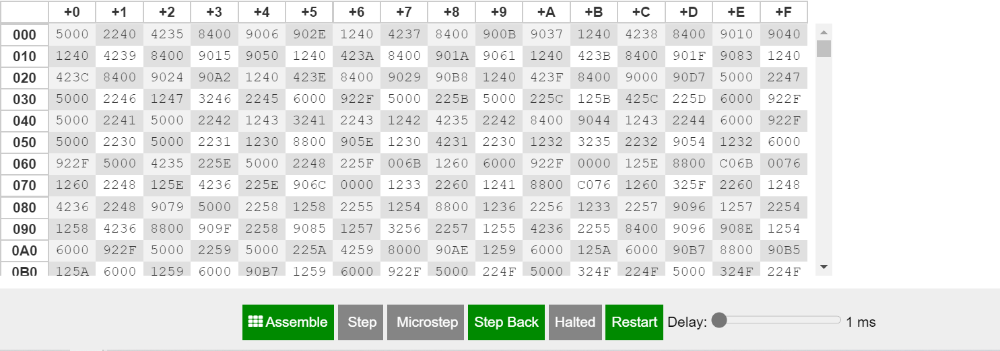 +0 +1 +2 +3 +4 +5 +6 +7 +8 +9 +A +B +C +D +E +F
000 5000 2240 4235 8400 9006 902E 1240 4237 8400 900B 9037 1240 4238 8400 9010 9040
010 1240 4239 8400 9015 9050 1240 423A 8400 901A 9061 1240 423B 8400 901F 9083 1240
020 423C 8400 9024 90A2 1240 423E 8400 9029 90B8 1240 423F 8400 9000 90D7 5000 2247
030 5000 2246 1247 3246 2245 6000 922F 5000 225B 5000 225C 125B 425C 225D 6000 922F
040 5000 2241 5000 2242 1243 3241 2243 1242 4235 2242 8400 9044 1243 2244 6000 922F
050 5000 2230 5000 2231 1230 8800 905E 1230 4231 2230 1232 3235 2232 9054 1232 6000
060 922F 5000 4235 225E 5000 2248 225F 006B 1260 6000 922F 0000 125E 8800 C06B 0076
070 1260 2248 125E 4236 225E 906C 0000 1233 2260 1241 8800 C076 1260 325F 2260 1248
080 4236 2248 9079 5000 2258 1258 2255 1254 8800 1236 2256 1233 2257 9096 1257 2254
090 1258 4236 8800 909F 2258 9085 1257 3256 2257 1255 4236 2255 8400 9096 908E 1254
0A0 6000 922F 5000 2259 5000 225A 4259 8000 90AE 1259 6000 125A 6000 90B7 8800 90B5
0B0 125A 6000 1259 6000 90B7 1259 6000 922F 5000 224F 5000 324F 224F 5000 324F 224F
Assemble Step Microstep Step Back Halted Restart Delay: 1 ms